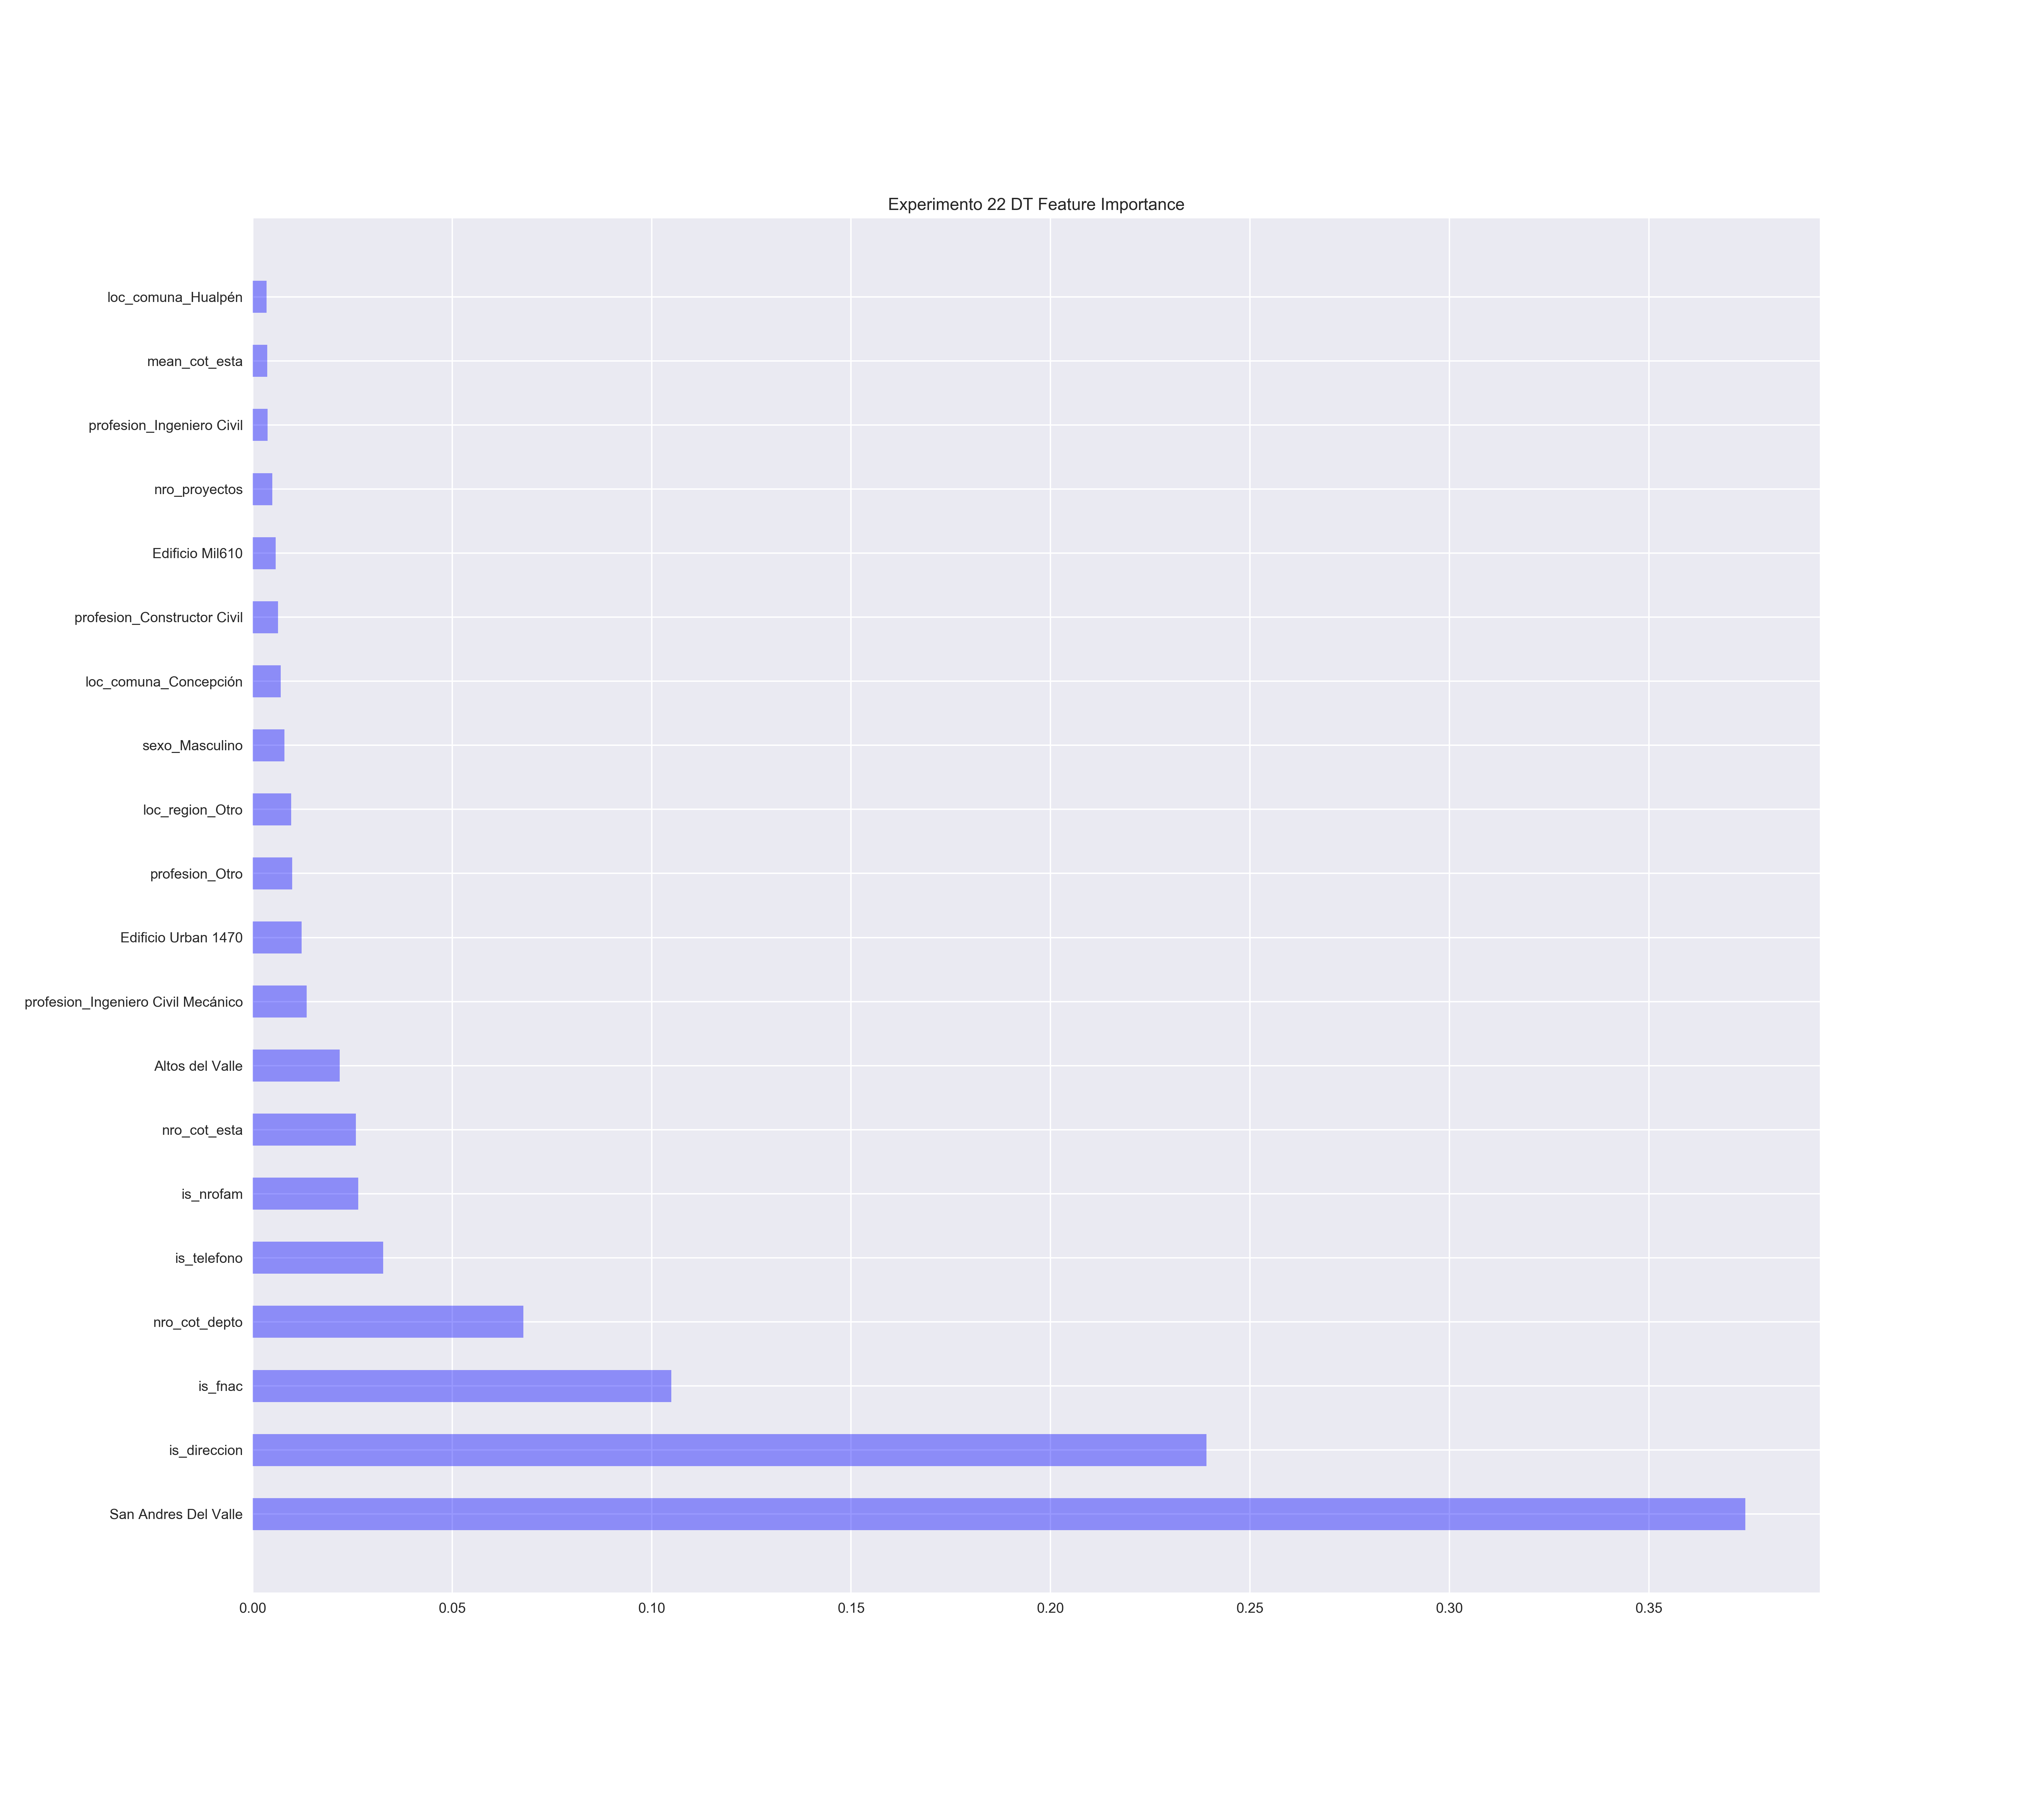 Experimento 22 DT Feature Importance
loc_comuna_Hualpén
mean_cot_esta
profesion_Ingeniero Civil
nro_proyectos
Edificio Mil610
profesion_Constructor Civil
loc_comuna_Concepción
sexo_Masculino
loc_region_Otro
profesion_Otro
Edificio Urban 1470
profesion_Ingeniero Civil Mecánico
Altos del Valle
nro_cot_esta
is_nrofam
is_telefono
nro_cot_depto
is_fnac
is_direccion
San Andres Del Valle
0.00 0.05 0.10 0.15 0.20 0.25 0.30 0.35